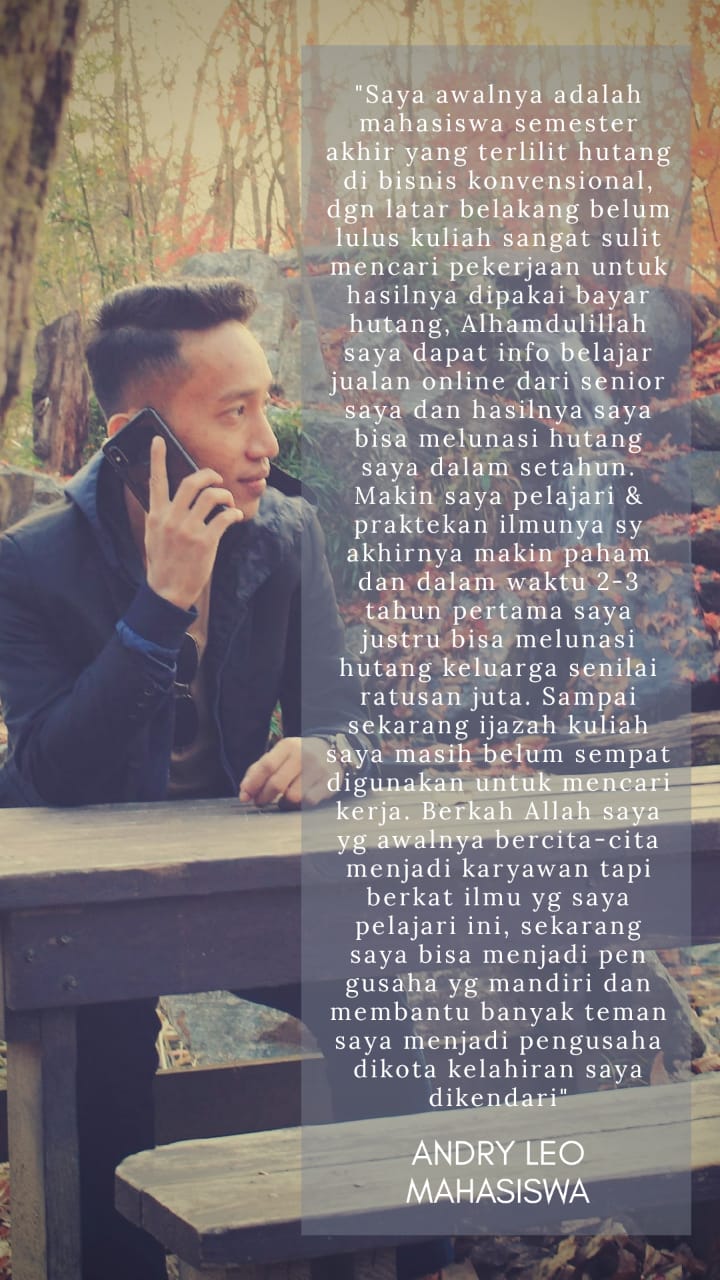 "Saya awalnya adalah
mahasiswa semester
akhir yang terlilit hutang
di bisnis konvensional,
dgn latar belakang belum
lulus kuliah sangat sulit
mencari pekerjaan untuk
hasilnya dipakai bayar
hutang, Alhamdulillah
saya dapat info belajar
jualan online dari senior
saya dan hasilnya saya
bisa melunasi hutang
saya dalam setahun.
Makin saya pelajari &
praktekan ilmunya sy
akhirnya makin paham
dan dalam waktu 2-3
tahun pertama saya
justru bisa melunasi
hutang keluarga senilai
ratusan juta. Sampai
sekarang ijazah kuliah
saya masih belum sempat
digunakan untuk mencari
kerja. Berkah Allah saya
yg awalnya bercita-cita
menjadi karyawan tapi
berkat ilmu yg saya
pelajari ini, sekarang
saya bisa menjadi pen
gusaha yg mandiri dan
membantu banyak teman
saya menjadi pengusaha
dikota kelahiran saya
dikendari"
ANDRY LEO
MAHASISWA